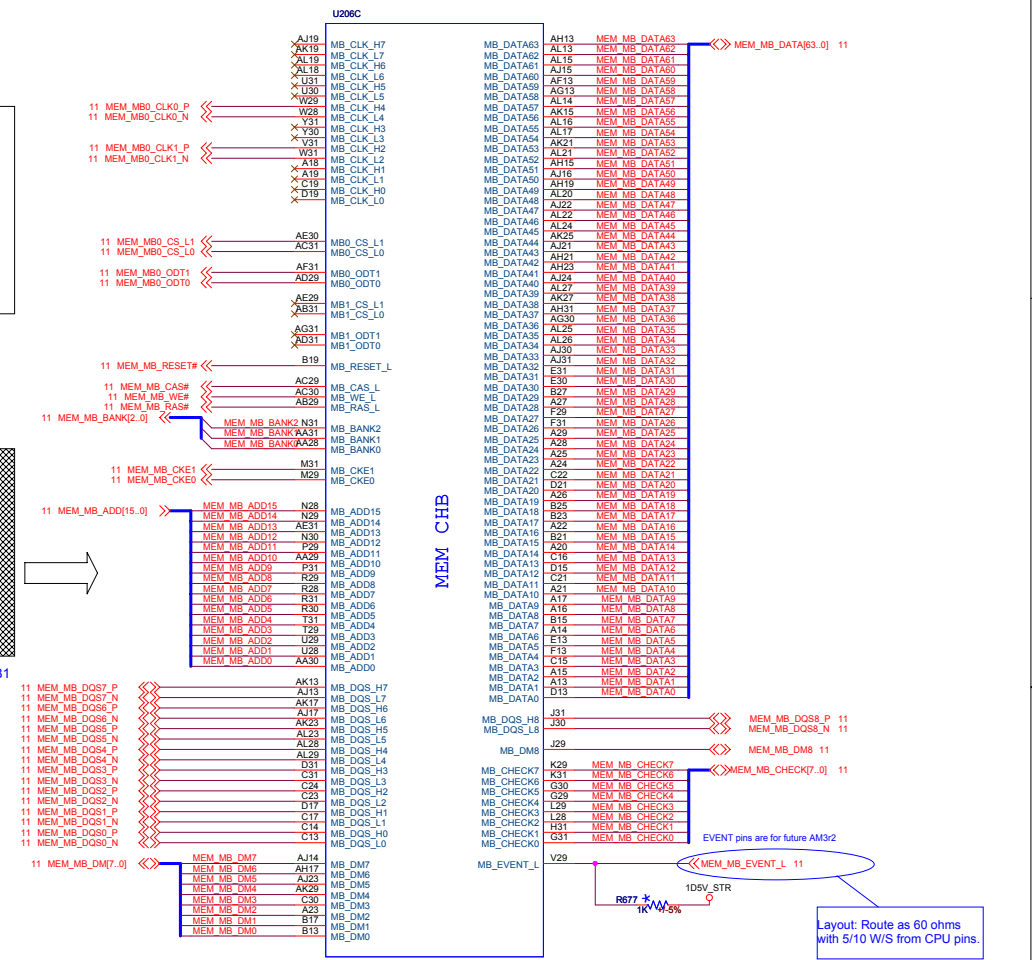 U206C
AJ19 MB_CLK_H7
AK19 MB_CLK_L7
AL19 MB_CLK_H6
AL18 MB_CLK_L6
U31 MB_CLK_H5
U30 MB_CLK_L5
11 MEM_MB0_CLK0_P W29 MB_CLK_H4
11 MEM_MB0_CLK0_N W28 MB_CLK_L4
Y31 MB_CLK_H3
Y30 MB_CLK_L3
11 MEM_MB0_CLK1_P V31 MB_CLK_H2
11 MEM_MB0_CLK1_N W31 MB_CLK_L2
A18 MB_CLK_H1
A19 MB_CLK_L1
C19 MB_CLK_H0
D19 MB_CLK_L0
11 MEM_MB0_CS_L1 AE30 MB0_CS_L1
11 MEM_MB0_CS_L0 AC31 MB0_CS_L0
11 MEM_MB0_ODT1 AF31 MB0_ODT1
11 MEM_MB0_ODT0 AD29 MB0_ODT0
AE29 MB1_CS_L1
AB31 MB1_CS_L0
AG31 MB1_ODT1
AD31 MB1_ODT0
11 MEM_MB_RESET# B19 MB_RESET_L
11 MEM_MB_CAS# AC29 MB_CAS_L
11 MEM_MB_WE# AC30 MB_WE_L
11 MEM_MB_RAS# AB29 MB_RAS_L
11 MEM_MB_BANK[2..0]
MEM_MB_BANK2 N31 MB_BANK2
MEM_MB_BANK1 AA31 MB_BANK1
MEM_MB_BANK0 AA28 MB_BANK0
11 MEM_MB_CKE1 M31 MB_CKE1
11 MEM_MB_CKE0 M29 MB_CKE0
11 MEM_MB_ADD[15..0]
MEM_MB_ADD15 N28 MB_ADD15
MEM_MB_ADD14 N29 MB_ADD14
MEM_MB_ADD13 AE31 MB_ADD13
MEM_MB_ADD12 N30 MB_ADD12
MEM_MB_ADD11 P29 MB_ADD11
MEM_MB_ADD10 AA29 MB_ADD10
MEM_MB_ADD9 P31 MB_ADD9
MEM_MB_ADD8 R29 MB_ADD8
MEM_MB_ADD7 R28 MB_ADD7
MEM_MB_ADD6 R31 MB_ADD6
MEM_MB_ADD5 R30 MB_ADD5
MEM_MB_ADD4 T31 MB_ADD4
MEM_MB_ADD3 T29 MB_ADD3
MEM_MB_ADD2 U29 MB_ADD2
MEM_MB_ADD1 U28 MB_ADD1
MEM_MB_ADD0 AA30 MB_ADD0
31
11 MEM_MB_DQS7_P AK13 MB_DQS_H7
11 MEM_MB_DQS7_N AJ13 MB_DQS_L7
11 MEM_MB_DQS6_P AK17 MB_DQS_H6
11 MEM_MB_DQS6_N AJ17 MB_DQS_L6
11 MEM_MB_DQS5_P AK23 MB_DQS_H5
11 MEM_MB_DQS5_N AL23 MB_DQS_L5
11 MEM_MB_DQS4_P AL28 MB_DQS_H4
11 MEM_MB_DQS4_N AL29 MB_DQS_L4
11 MEM_MB_DQS3_P D31 MB_DQS_H3
11 MEM_MB_DQS3_N C31 MB_DQS_L3
11 MEM_MB_DQS2_P C24 MB_DQS_H2
11 MEM_MB_DQS2_N C23 MB_DQS_L2
11 MEM_MB_DQS1_P D17 MB_DQS_H1
11 MEM_MB_DQS1_N C17 MB_DQS_L1
11 MEM_MB_DQS0_P C14 MB_DQS_H0
11 MEM_MB_DQS0_N C13 MB_DQS_L0
11 MEM_MB_DM[7..0]
MEM_MB_DM7 AJ14 MB_DM7
MEM_MB_DM6 AH17 MB_DM6
MEM_MB_DM5 AJ23 MB_DM5
MEM_MB_DM4 AK29 MB_DM4
MEM_MB_DM3 C30 MB_DM3
MEM_MB_DM2 A23 MB_DM2
MEM_MB_DM1 B17 MB_DM1
MEM_MB_DM0 B13 MB_DM0
MEM CHB
MB_DATA63 AH13 MEM_MB_DATA63
MEM_MB_DATA[63..0] 11
MB_DATA62 AL13 MEM_MB_DATA62
MB_DATA61 AL15 MEM_MB_DATA61
MB_DATA60 AJ15 MEM_MB_DATA60
MB_DATA59 AF13 MEM_MB_DATA59
MB_DATA58 AG13 MEM_MB_DATA58
MB_DATA57 AL14 MEM_MB_DATA57
MB_DATA56 AK15 MEM_MB_DATA56
MB_DATA55 AL16 MEM_MB_DATA55
MB_DATA54 AL17 MEM_MB_DATA54
MB_DATA53 AK21 MEM_MB_DATA53
MB_DATA52 AL21 MEM_MB_DATA52
MB_DATA51 AH15 MEM_MB_DATA51
MB_DATA50 AJ16 MEM_MB_DATA50
MB_DATA49 AH19 MEM_MB_DATA49
MB_DATA48 AL20 MEM_MB_DATA48
MB_DATA47 AJ22 MEM_MB_DATA47
MB_DATA46 AL22 MEM_MB_DATA46
MB_DATA45 AL24 MEM_MB_DATA45
MB_DATA44 AK25 MEM_MB_DATA44
MB_DATA43 AJ21 MEM_MB_DATA43
MB_DATA42 AH21 MEM_MB_DATA42
MB_DATA41 AH23 MEM_MB_DATA41
MB_DATA40 AJ24 MEM_MB_DATA40
MB_DATA39 AL27 MEM_MB_DATA39
MB_DATA38 AK27 MEM_MB_DATA38
MB_DATA37 AH31 MEM_MB_DATA37
MB_DATA36 AG30 MEM_MB_DATA36
MB_DATA35 AL25 MEM_MB_DATA35
MB_DATA34 AL26 MEM_MB_DATA34
MB_DATA33 AJ30 MEM_MB_DATA33
MB_DATA32 AJ31 MEM_MB_DATA32
MB_DATA31 E31 MEM_MB_DATA31
MB_DATA30 E30 MEM_MB_DATA30
MB_DATA29 B27 MEM_MB_DATA29
MB_DATA28 A27 MEM_MB_DATA28
MB_DATA27 F29 MEM_MB_DATA27
MB_DATA26 F31 MEM_MB_DATA26
MB_DATA25 A29 MEM_MB_DATA25
MB_DATA24 A28 MEM_MB_DATA24
MB_DATA23 A25 MEM_MB_DATA23
MB_DATA22 A24 MEM_MB_DATA22
MB_DATA21 C22 MEM_MB_DATA21
MB_DATA20 D21 MEM_MB_DATA20
MB_DATA19 A26 MEM_MB_DATA19
MB_DATA18 B25 MEM_MB_DATA18
MB_DATA17 B23 MEM_MB_DATA17
MB_DATA16 A22 MEM_MB_DATA16
MB_DATA15 B21 MEM_MB_DATA15
MB_DATA14 A20 MEM_MB_DATA14
MB_DATA13 C16 MEM_MB_DATA13
MB_DATA12 D15 MEM_MB_DATA12
MB_DATA11 C21 MEM_MB_DATA11
MB_DATA10 A21 MEM_MB_DATA10
MB_DATA9 A17 MEM_MB_DATA9
MB_DATA8 A16 MEM_MB_DATA8
MB_DATA7 B15 MEM_MB_DATA7
MB_DATA6 A14 MEM_MB_DATA6
MB_DATA5 E13 MEM_MB_DATA5
MB_DATA4 F13 MEM_MB_DATA4
MB_DATA3 C15 MEM_MB_DATA3
MB_DATA2 A15 MEM_MB_DATA2
MB_DATA1 A13 MEM_MB_DATA1
MB_DATA0 D13 MEM_MB_DATA0
MB_DQS_H8 J31 MEM_MB_DQS8_P 11
MB_DQS_L8 J30 MEM_MB_DQS8_N 11
MB_DM8 J29 MEM_MB_DM8 11
MB_CHECK7 K29 MEM_MB_CHECK7
MEM_MB_CHECK[7..0] 11
MB_CHECK6 K31 MEM_MB_CHECK6
MB_CHECK5 G30 MEM_MB_CHECK5
MB_CHECK4 G29 MEM_MB_CHECK4
MB_CHECK3 L29 MEM_MB_CHECK3
MB_CHECK2 L28 MEM_MB_CHECK2
MB_CHECK1 H31 MEM_MB_CHECK1
MB_CHECK0 G31 MEM_MB_CHECK0
EVENT pins are for future AM3r2
MB_EVENT_L V29 MEM_MB_EVENT_L 11
1D5V_STR
R677 *
1K +/-5%
Layout: Route as 60 ohms
with 5/10 W/S from CPU pins.